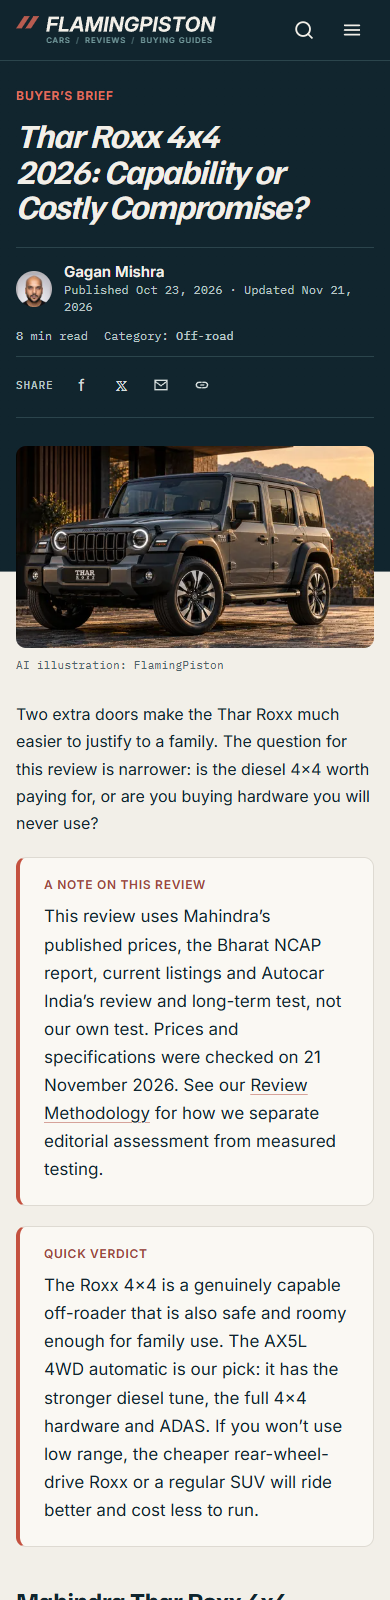 FLAMINGPISTON
CARS / REVIEWS / BUYING GUIDES
BUYER'S BRIEF
Thar Roxx 4x4
2026: Capability or
Costly Compromise?
Gagan Mishra
Published Oct 23, 2026 · Updated Nov 21,
2026
8 min read Category: Off-road
SHARE f X
THAR
ROXX
AI illustration: FlamingPiston
Two extra doors make the Thar Roxx much
easier to justify to a family. The question for
this review is narrower: is the diesel 4×4 worth
paying for, or are you buying hardware you will
never use?
A NOTE ON THIS REVIEW
This review uses Mahindra’s
published prices, the Bharat NCAP
report, current listings and Autocar
India’s review and long-term test, not
our own test. Prices and
specifications were checked on 21
November 2026. See our Review
Methodology for how we separate
editorial assessment from measured
testing.
QUICK VERDICT
The Roxx 4×4 is a genuinely capable
off-roader that is also safe and roomy
enough for family use. The AX5L
4WD automatic is our pick: it has the
stronger diesel tune, the full 4×4
hardware and ADAS. If you won’t use
low range, the cheaper rear-wheel-
drive Roxx or a regular SUV will ride
better and cost less to run.
Mahindra Thar Roxx 4x4